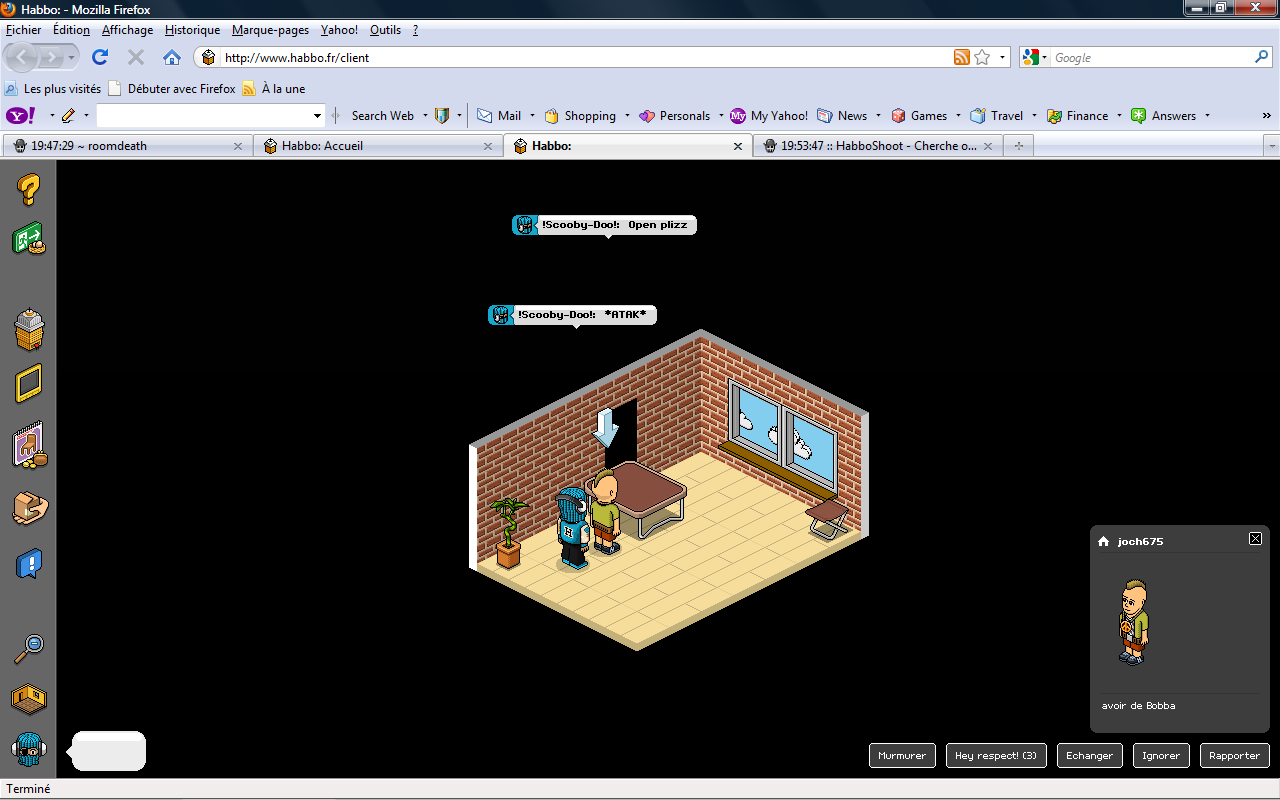 Habbo: - Mozilla Firefox
Fichier Édition Affichage Historique Marque-pages Yahoo! Outils ?
http://www.habbo.fr/client
Google
Les plus visités Débuter avec Firefox À la une
Y! Search Web Mail Shopping Personals My Yahoo! News Games Travel Finance Answers »
19:47:29 ~ roomdeath Habbo: Accueil Habbo: 19:53:47 :: HabboShoot - Cherche o...
!Scooby-Doo!: Open plizz
!Scooby-Doo!: *ATAK*
joch675
avoir de Bobba
Murmurer Hey respect! (3) Echanger Ignorer Rapporter
Terminé